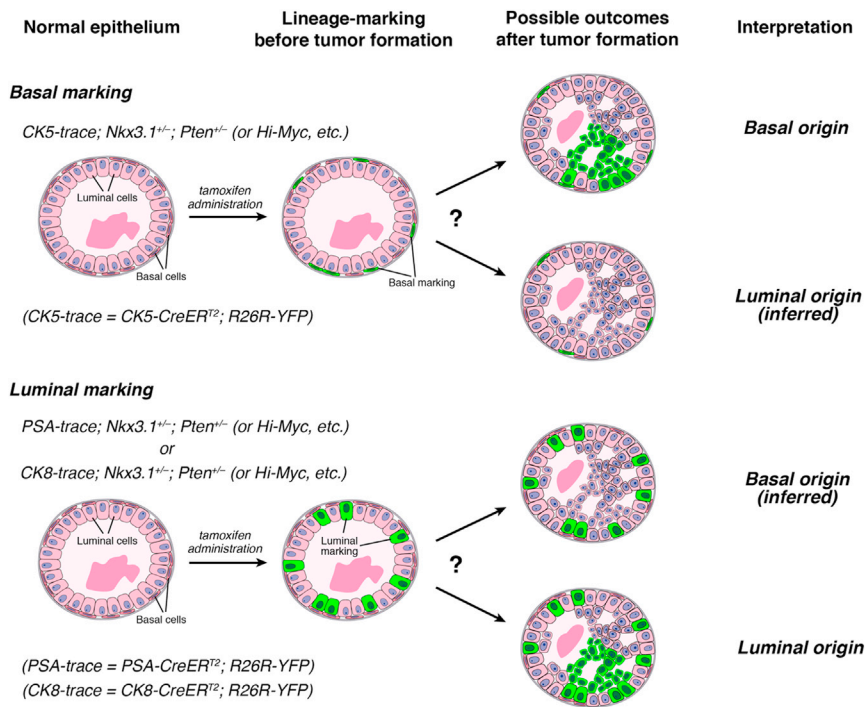 Normal epithelium
Lineage-marking
before tumor formation
Possible outcomes
after tumor formation
Interpretation
Basal marking
CK5-trace; Nkx3.1+/–; Pten+/– (or Hi-Myc, etc.)
Luminal cells
Basal cells
tamoxifen
administration
Basal marking
?
Basal origin
Luminal origin
(inferred)
(CK5-trace = CK5-CreERT2; R26R-YFP)
Luminal marking
PSA-trace; Nkx3.1+/–; Pten+/– (or Hi-Myc, etc.)
or
CK8-trace; Nkx3.1+/–; Pten+/– (or Hi-Myc, etc.)
Luminal cells
Basal cells
tamoxifen
administration
Luminal
marking
?
Basal origin
(inferred)
Luminal origin
(PSA-trace = PSA-CreERT2; R26R-YFP)
(CK8-trace = CK8-CreERT2; R26R-YFP)